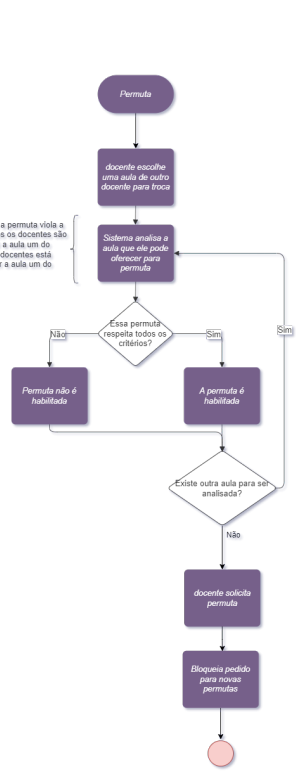 Permuta
docente escolhe
uma aula de outro
docente para troca
a permuta viola a
s os docentes são
a aula um do
docentes está
r a aula um do
Sistema analisa a
aula que ele pode
oferecer para
permuta
Essa permuta
respeita todos os
critérios?
Não
Sim
Sim
Permuta não é
habilitada
A permuta é
habilitada
Existe outra aula para ser
analisada?
Não
docente solicita
permuta
Bloqueia pedido
para novas
permutas